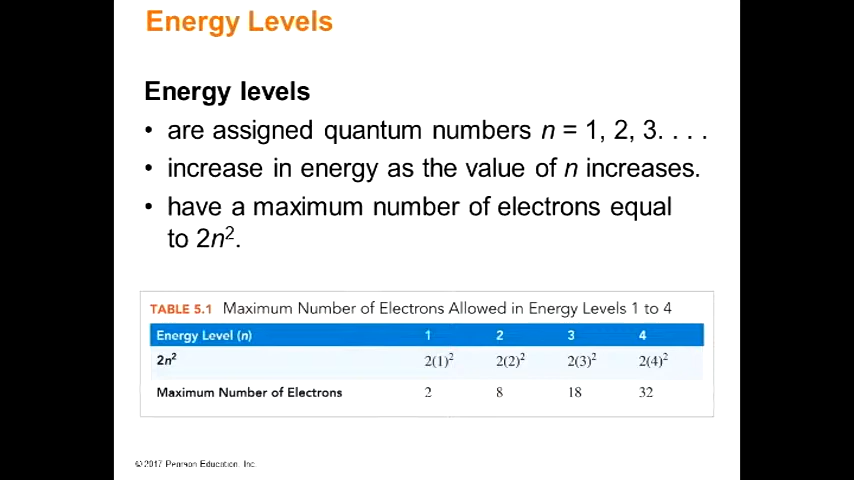 Energy Levels
Energy levels
• are assigned quantum numbers n = 1, 2, 3. . . .
• increase in energy as the value of n increases.
• have a maximum number of electrons equal
to 2n².
TABLE 5.1 Maximum Number of Electrons Allowed in Energy Levels 1 to 4
Energy Level (n) 1 2 3 4
2n² 2(1)² 2(2)² 2(3)² 2(4)²
Maximum Number of Electrons 2 8 18 32
© 2017 Pearson Education, Inc.